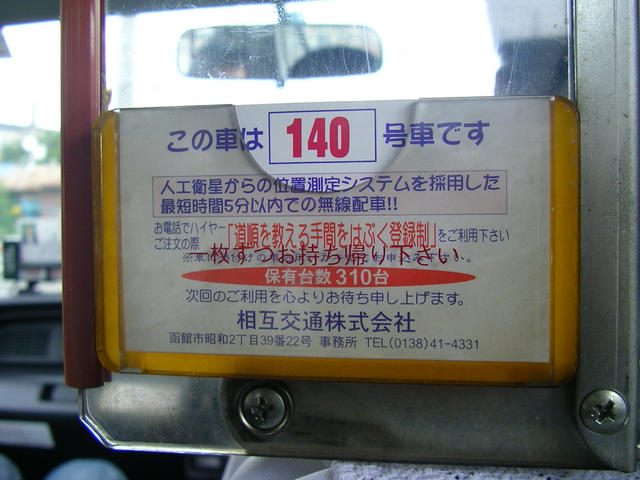 この車は 140 号車です
人工衛星からの位置測定システムを採用した
最短時間5分以内での無線配車!!
お電話でハイヤー
ご注文の際
「道順を教える手間をはぶく登録制」をご利用下さい
枚ずつお持ち帰り下さい
保有台数310台
次回のご利用を心よりお待ち申し上げます。
相互交通株式会社
函館市昭和2丁目39番22号 事務所 TEL(0138)41-4331